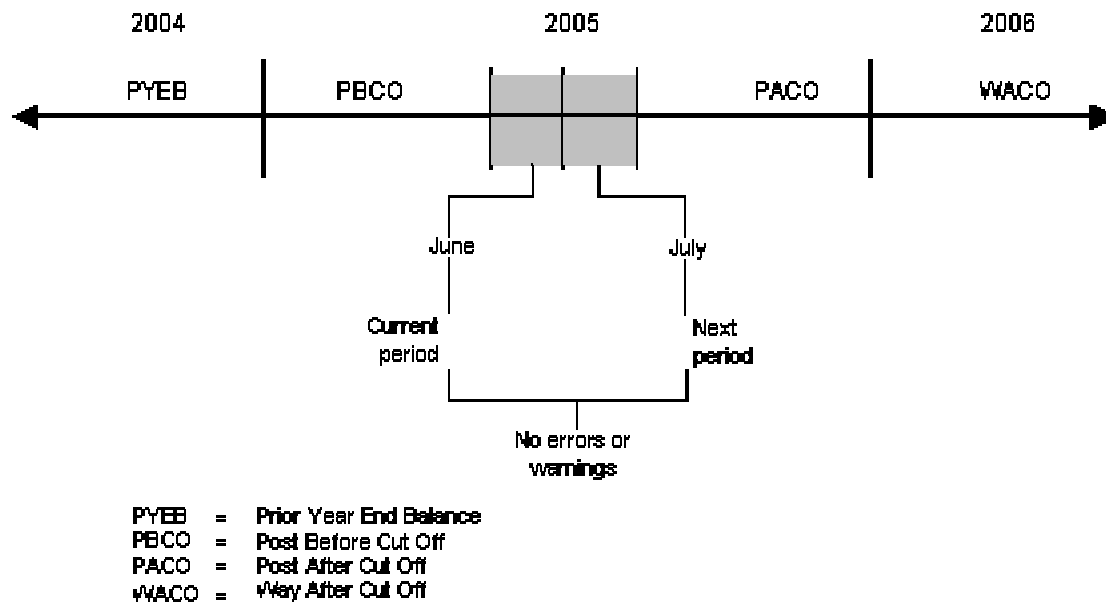 2004 2005 2006
PYEB PBCO PACO WACO
June July
Current period
Next period
No errors or
warnings
PYEB = Prior Year End Balance
PBCO = Post Before Cut Off
PACO = Post After Cut Off
WACO = Way After Cut Off